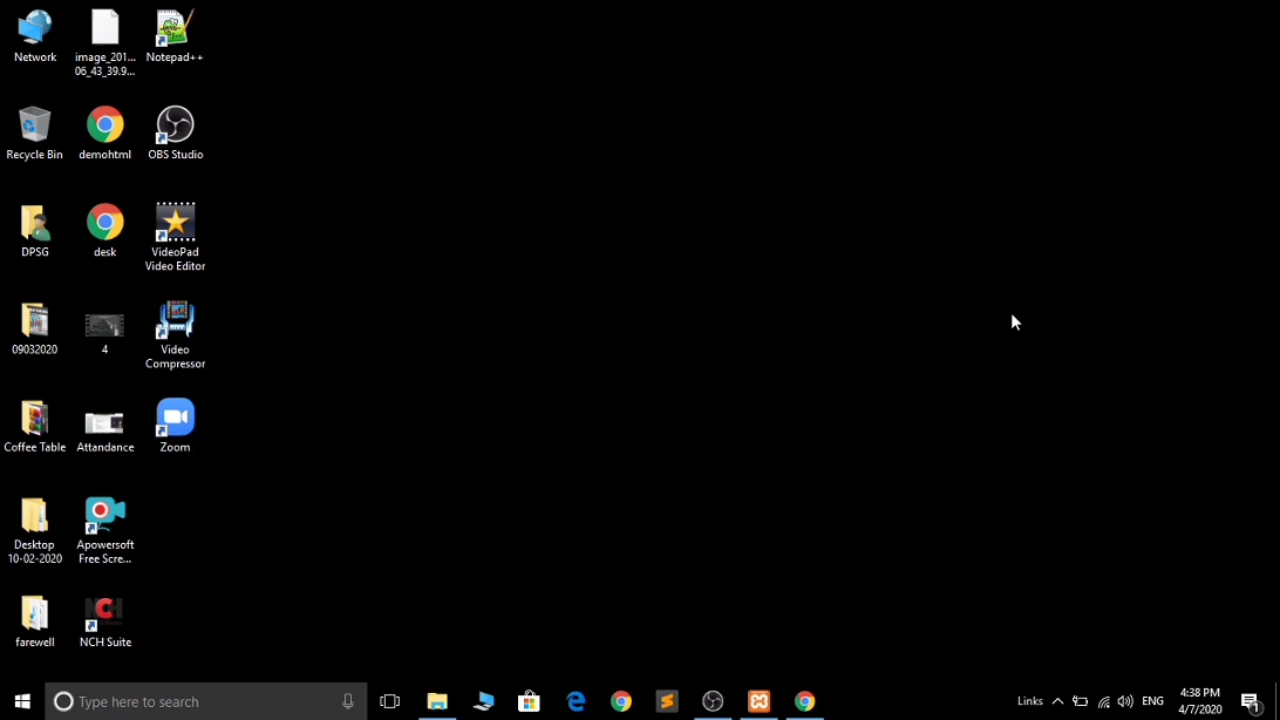 Network
image_201...
06_43_39.9...
Notepad++
Recycle Bin
demohtml
OBS Studio
DPSG
desk
VideoPad
Video Editor
09032020
4
Video
Compressor
Coffee Table
Attandance
Zoom
Desktop
10-02-2020
Apowersoft
Free Scre...
farewell
NCH Suite
Type here to search
Links
ENG
4:38 PM
4/7/2020
1